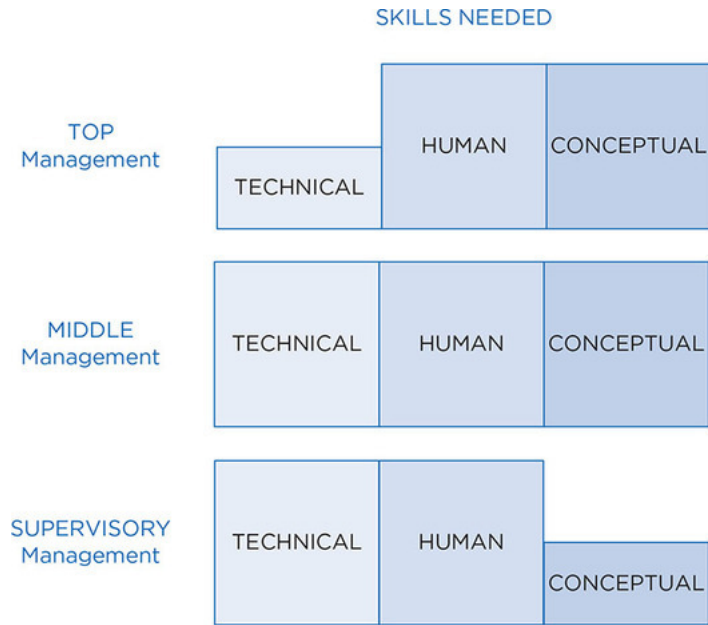 SKILLS NEEDED
TOP
Management
TECHNICAL
HUMAN
CONCEPTUAL
MIDDLE
Management
TECHNICAL
HUMAN
CONCEPTUAL
SUPERVISORY
Management
TECHNICAL
HUMAN
CONCEPTUAL